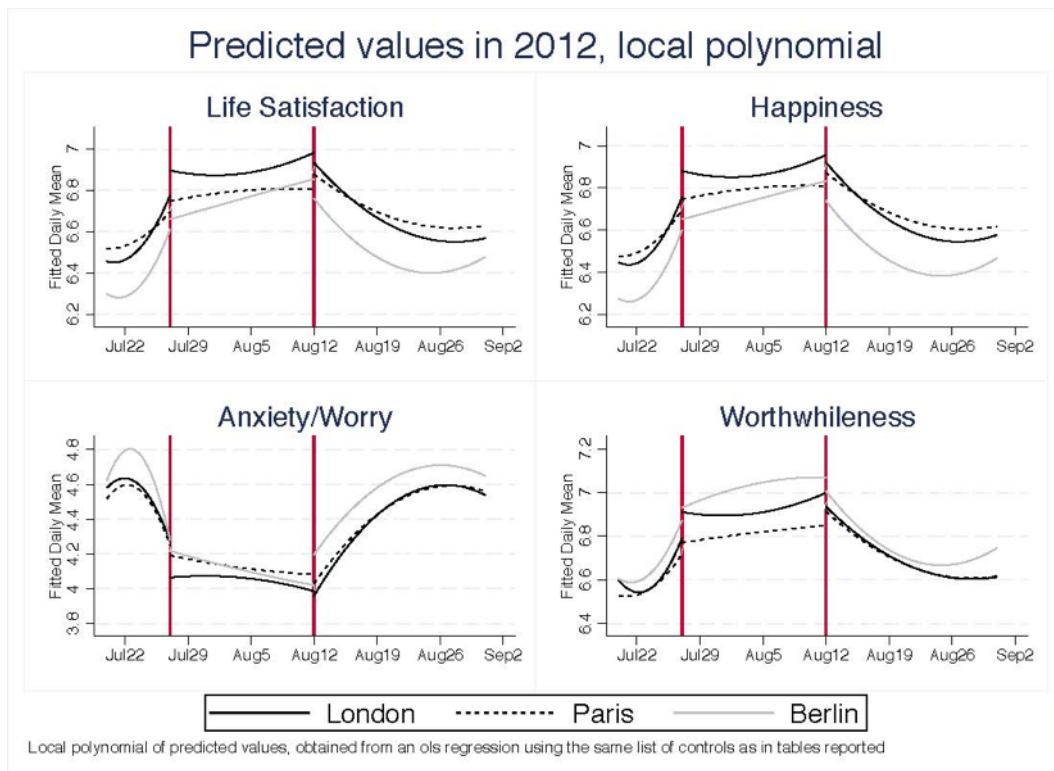 Predicted values in 2012, local polynomial
Life Satisfaction
Fitted Daily Mean
7
6.8
6.6
6.4
6.2
Jul22 Jul29 Aug5 Aug12 Aug19 Aug26 Sep2
Happiness
Fitted Daily Mean
7
6.8
6.6
6.4
6.2
Jul22 Jul29 Aug5 Aug12 Aug19 Aug26 Sep2
Anxiety/Worry
Fitted Daily Mean
4.8
4.6
4.4
4.2
4
3.8
Jul22 Jul29 Aug5 Aug12 Aug19 Aug26 Sep2
Worthwhileness
Fitted Daily Mean
7.2
7
6.8
6.6
6.4
Jul22 Jul29 Aug5 Aug12 Aug19 Aug26 Sep2
London Paris Berlin
Local polynomial of predicted values, obtained from an ols regression using the same list of controls as in tables reported